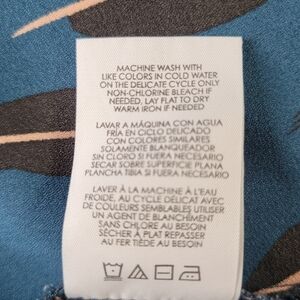 MACHINE WASH WITH
LIKE COLORS IN COLD WATER
ON THE DELICATE CYCLE ONLY
NON-CHLORINE BLEACH IF
NEEDED, LAY FLAT TO DRY
WARM IRON IF NEEDED
LAVAR A MÁQUINA CON AGUA
FRÍA EN CICLO DELICADO
CON COLORES SIMILARES
SOLAMENTE BLANQUEADOR
SIN CLORO SI FUERA NECESARIO
SECAR SOBRE SUPERFICIE PLANA
PLANCHA TIBIA SI FUERA NECESARIO
LAVER À LA MACHINE À L'EAU
FROIDE, AU CYCLE DÉLICAT AVEC
DE COULEURS SEMBLABLES UTILISER
UN AGENT DE BLANCHIMENT
SANS CHLORE AU BESOIN
SÉCHER À PLAT REPASSER
AU FER TIÈDE AU BESOIN